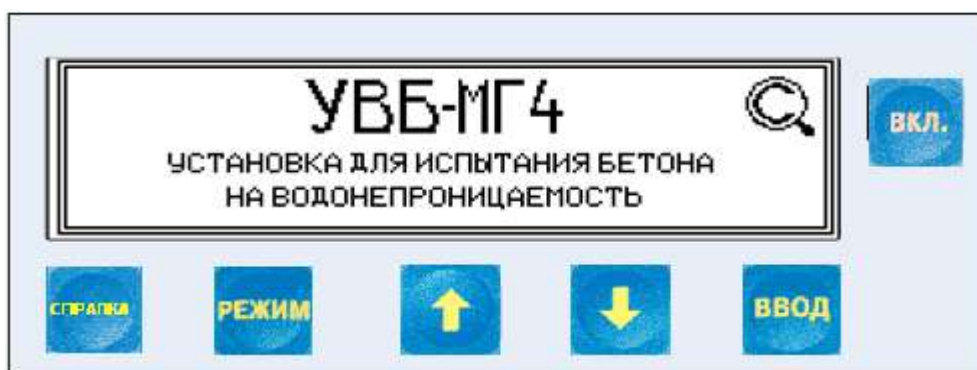 УВБ-МГ4
УСТАНОВКА ДЛЯ ИСПЫТАНИЯ БЕТОНА
НА ВОДОНЕПРОНИЦАЕМОСТЬ
ВКЛ.
СПРАВКА
РЕЖИМ
ВВОД